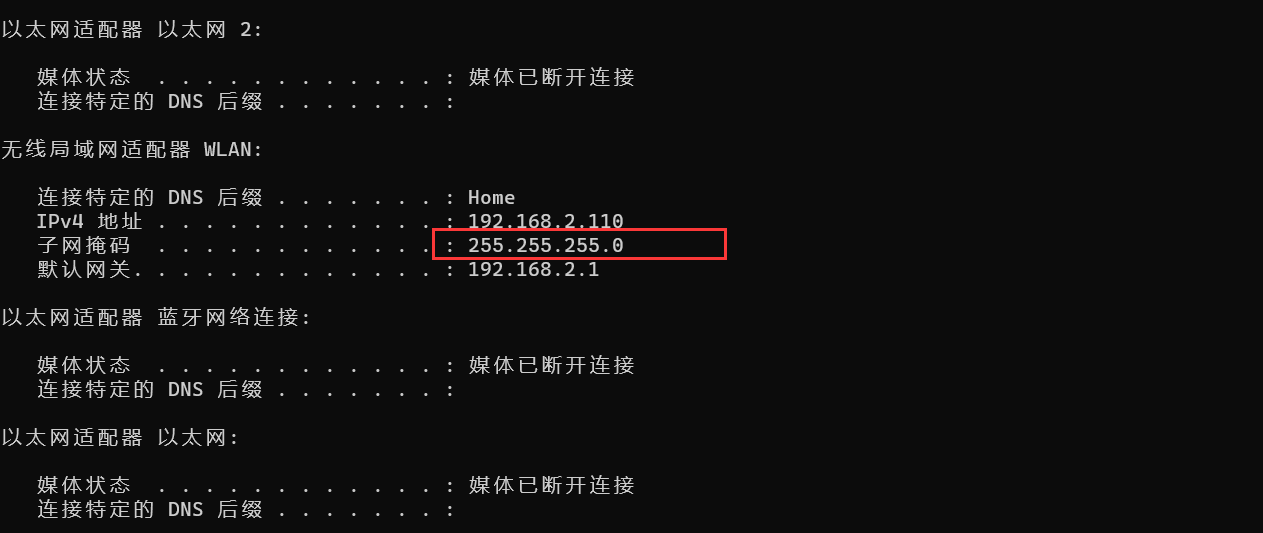 以太网适配器 以太网 2:
媒体状态 . . . . . . . . . . . . : 媒体已断开连接
连接特定的 DNS 后缀 . . . . . . . :
无线局域网适配器 WLAN:
连接特定的 DNS 后缀 . . . . . . . : Home
IPv4 地址 . . . . . . . . . . . . : 192.168.2.110
子网掩码 . . . . . . . . . . . . : 255.255.255.0
默认网关. . . . . . . . . . . . . : 192.168.2.1
以太网适配器 蓝牙网络连接:
媒体状态 . . . . . . . . . . . . : 媒体已断开连接
连接特定的 DNS 后缀 . . . . . . . :
以太网适配器 以太网:
媒体状态 . . . . . . . . . . . . : 媒体已断开连接
连接特定的 DNS 后缀 . . . . . . . :